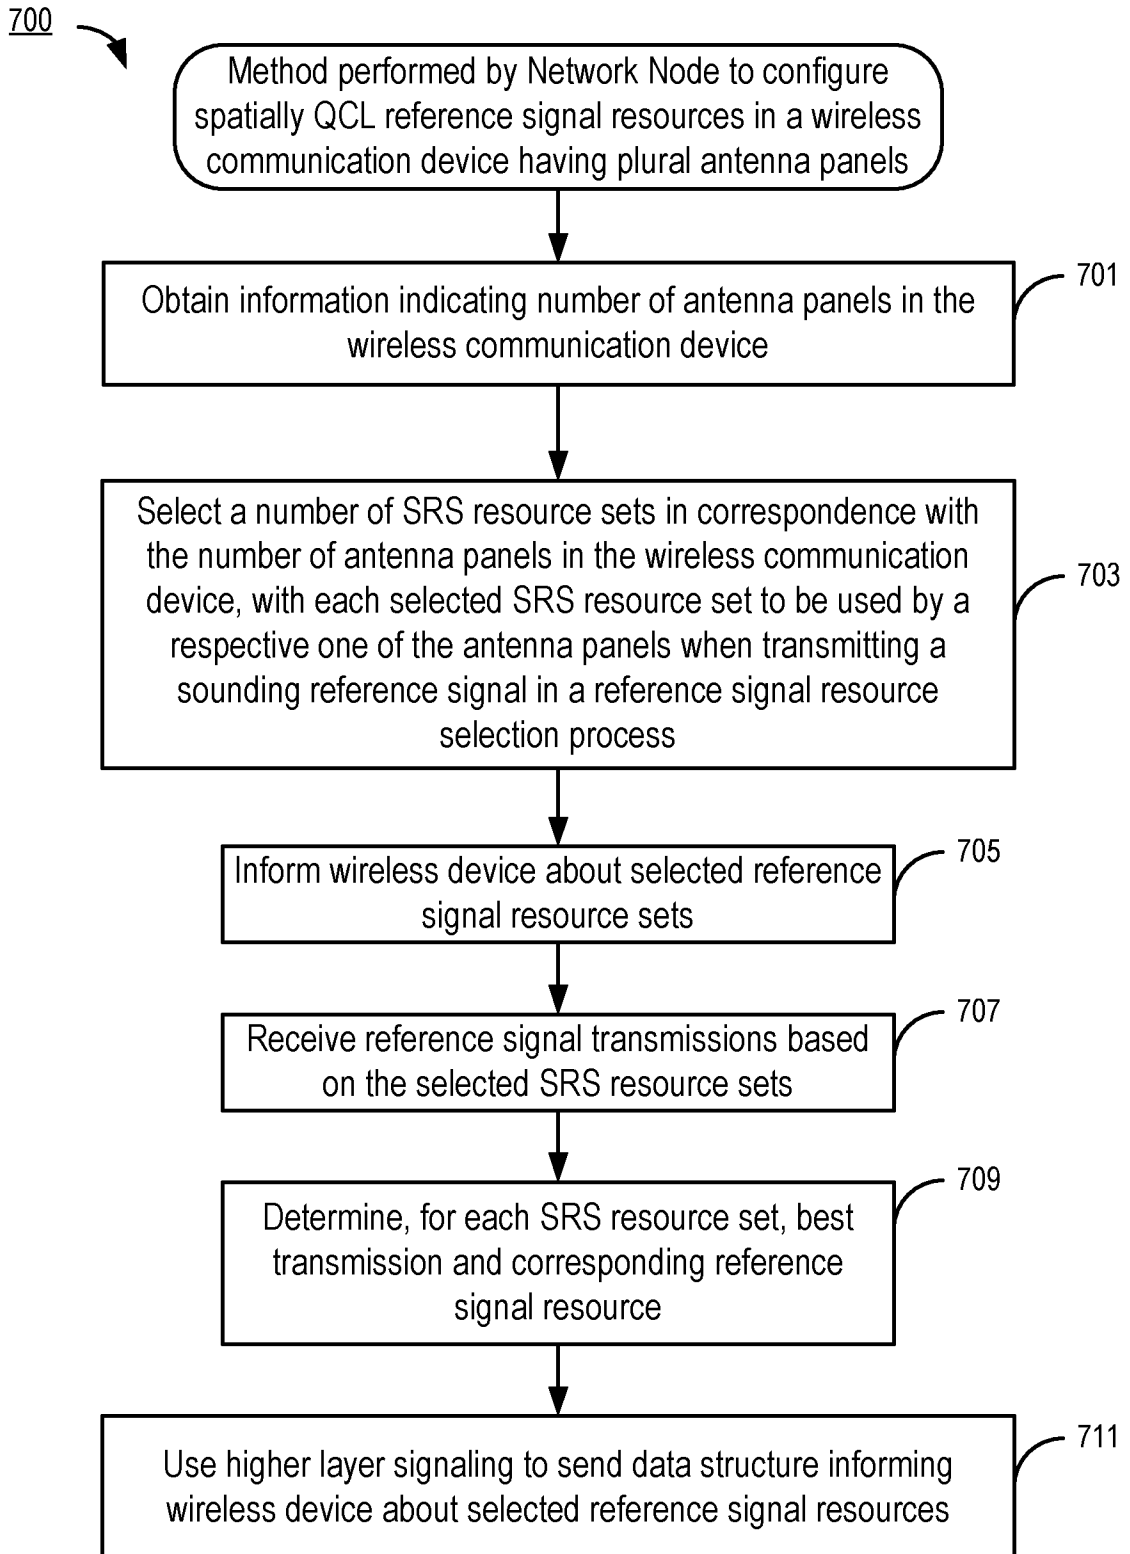 700
Method performed by Network Node to configure
spatially QCL reference signal resources in a wireless
communication device having plural antenna panels
701
Obtain information indicating number of antenna panels in the
wireless communication device
703
Select a number of SRS resource sets in correspondence with
the number of antenna panels in the wireless communication
device, with each selected SRS resource set to be used by a
respective one of the antenna panels when transmitting a
sounding reference signal in a reference signal resource
selection process
705
Inform wireless device about selected reference
signal resource sets
707
Receive reference signal transmissions based
on the selected SRS resource sets
709
Determine, for each SRS resource set, best
transmission and corresponding reference
signal resource
711
Use higher layer signaling to send data structure informing
wireless device about selected reference signal resources